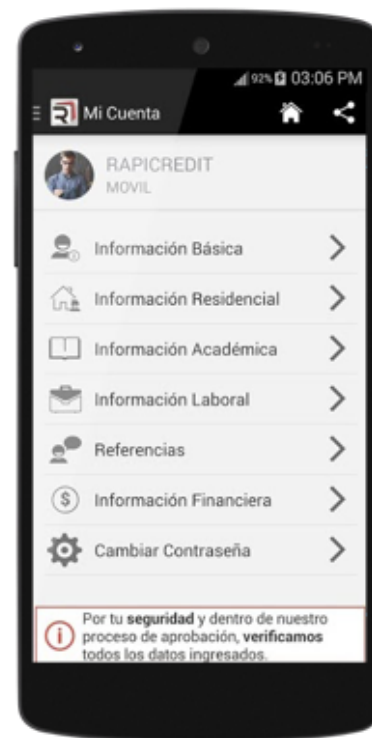 92% 03:06 PM
Mi Cuenta
RAPICREDIT
MOVIL
Información Básica
Información Residencial
Información Académica
Información Laboral
Referencias
$ Información Financiera
Cambiar Contraseña
Por tu seguridad y dentro de nuestro
proceso de aprobación, verificamos
todos los datos ingresados.